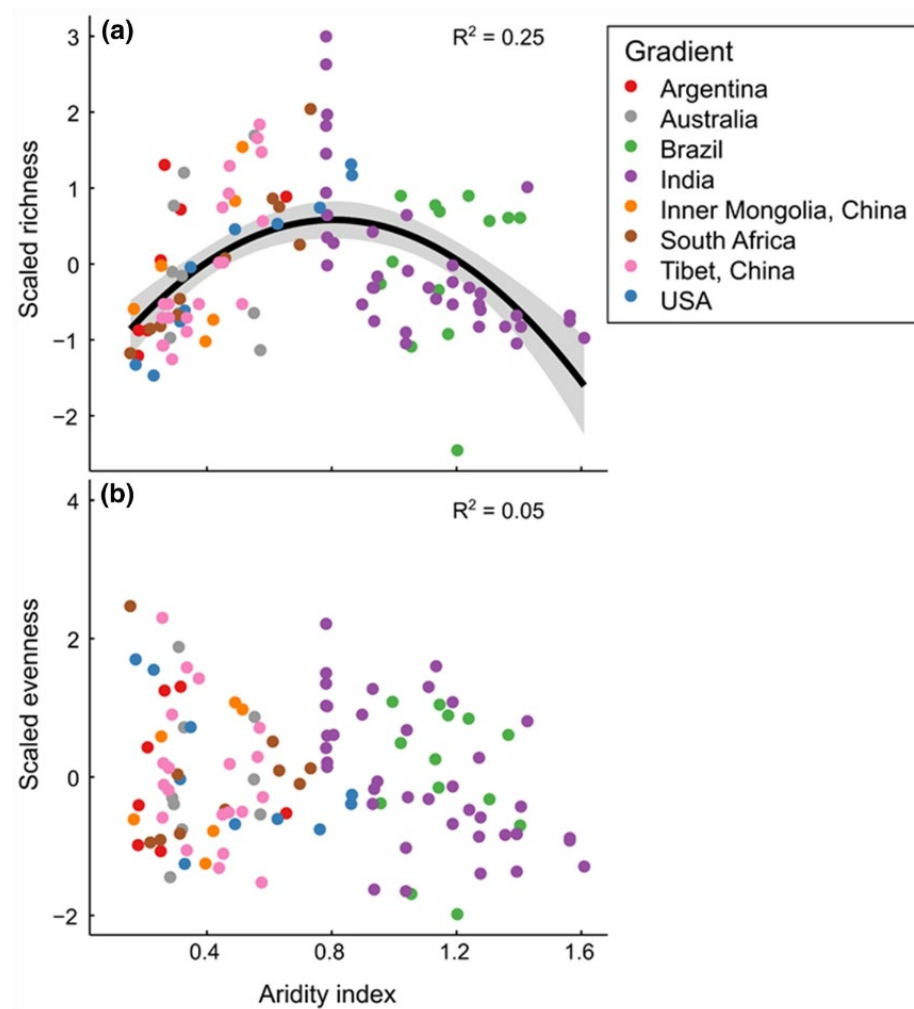 (a)
R² = 0.25
3
2
1
0
−1
−2
Scaled richness
Gradient
Argentina
Australia
Brazil
India
Inner Mongolia, China
South Africa
Tibet, China
USA
(b)
R² = 0.05
4
2
0
−2
Scaled evenness
0.4 0.8 1.2 1.6
Aridity index